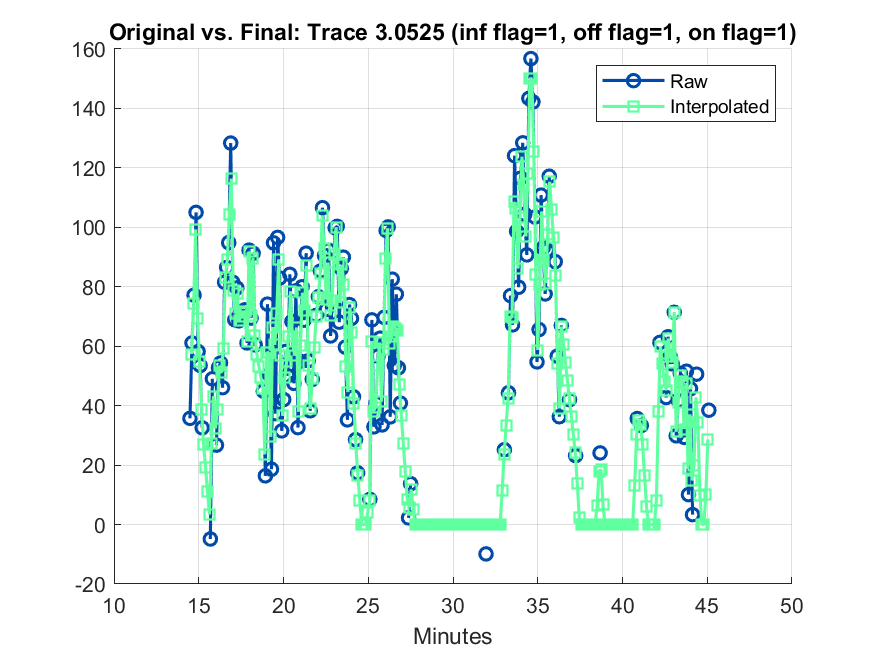 Original vs. Final: Trace 3.0525 (inf flag=1, off flag=1, on flag=1)
160
140
120
100
80
60
40
20
0
-20
Raw
Interpolated
10 15 20 25 30 35 40 45 50
Minutes